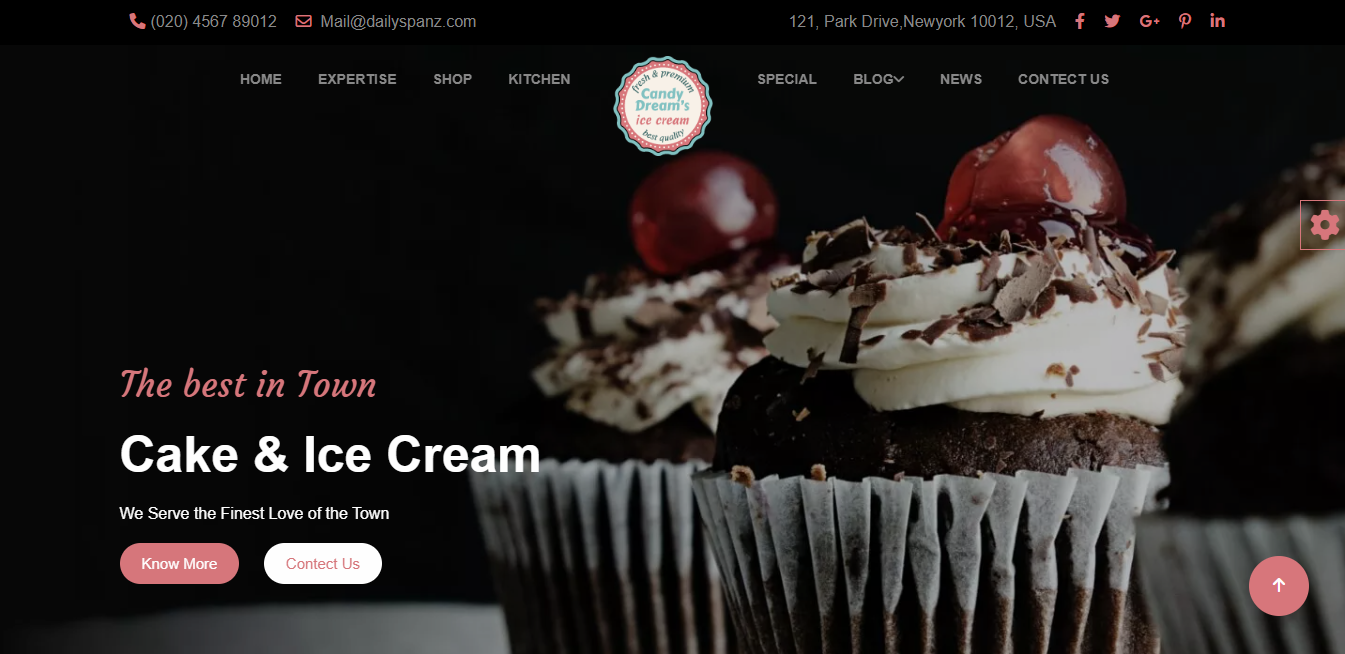 (020) 4567 89012 Mail@dailyspanz.com 121, Park Drive,Newyork 10012, USA
HOME EXPERTISE SHOP KITCHEN SPECIAL BLOG NEWS CONTECT US
fresh & premium
Candy
Dream's
ice cream
best quality
The best in Town
Cake & Ice Cream
We Serve the Finest Love of the Town
Know More Contect Us